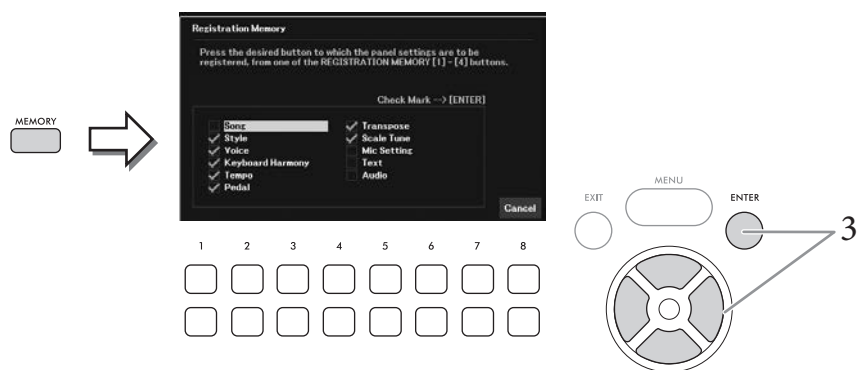 Registration Memory
Press the desired button to which the panel settings are to be
registered, from one of the REGISTRATION MEMORY [1] - [4] buttons.
Check Mark --> [ENTER]
Song
Style
Voice
Keyboard Harmony
Tempo
Pedal
Transpose
Scale Tune
Mic Setting
Text
Audio
Cancel
MEMORY
1 2 3 4 5 6 7 8
EXIT
MENU
ENTER
3